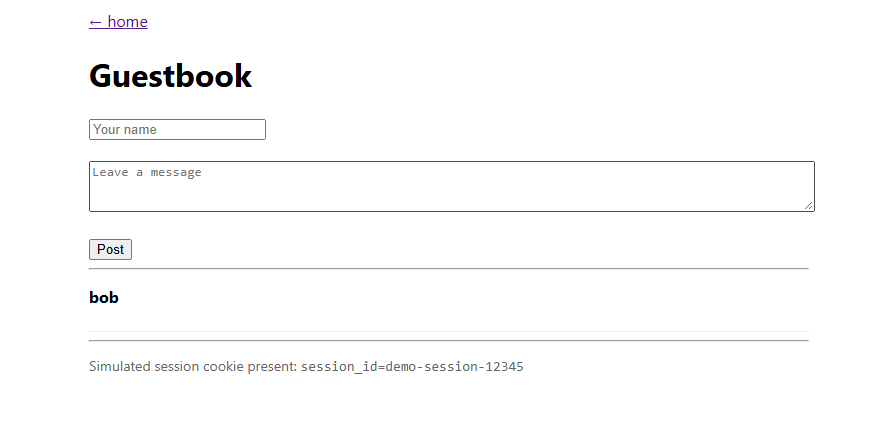 ← home
Guestbook
Your name
Leave a message
Post
bob
Simulated session cookie present: session_id=demo-session-12345